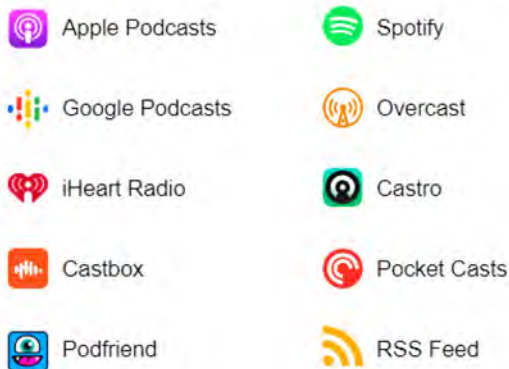 Apple Podcasts
Spotify
Google Podcasts
Overcast
iHeart Radio
Castro
Castbox
Pocket Casts
Podfriend
RSS Feed